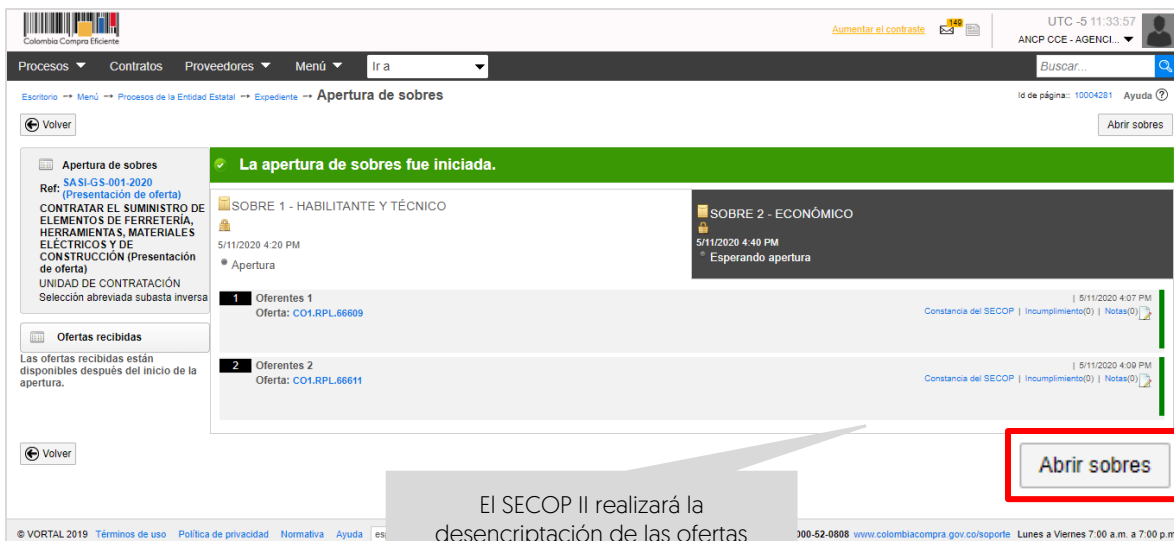 Colombia Compra Eficiente
Aumentar el contraste
149
UTC -5 11:33:57
ANCP CCE - AGENCI...
Procesos
Contratos
Proveedores
Menú
Ir a
Buscar...
Escritorio → Menú → Procesos de la Entidad Estatal → Expediente → Apertura de sobres
Id de página:: 10004281 Ayuda
Volver
Abrir sobres
Apertura de sobres
Ref: SASI-GS-001-2020
(Presentación de oferta)
CONTRATAR EL SUMINISTRO DE
ELEMENTOS DE FERRETERÍA,
HERRAMIENTAS, MATERIALES
ELÉCTRICOS Y DE
CONSTRUCCIÓN (Presentación
de oferta)
UNIDAD DE CONTRATACIÓN
Selección abreviada subasta inversa
Ofertas recibidas
Las ofertas recibidas están
disponibles después del inicio de la
apertura.
La apertura de sobres fue iniciada.
SOBRE 1 - HABILITANTE Y TÉCNICO
5/11/2020 4:20 PM
Apertura
SOBRE 2 - ECONÓMICO
5/11/2020 4:40 PM
Esperando apertura
1 Oferentes 1
Oferta: CO1.RPL.66609
| 5/11/2020 4:07 PM
Constancia del SECOP | Incumplimiento(0) | Notas(0)
2 Oferentes 2
Oferta: CO1.RPL.66611
| 5/11/2020 4:09 PM
Constancia del SECOP | Incumplimiento(0) | Notas(0)
Volver
Abrir sobres
El SECOP II realizará la
desencriptación de las ofertas
© VORTAL 2019 Términos de uso Política de privacidad Normativa Ayuda es
000-52-0808 www.colombiacompra.gov.co/soporte Lunes a Viernes 7:00 a.m. a 7:00 p.m